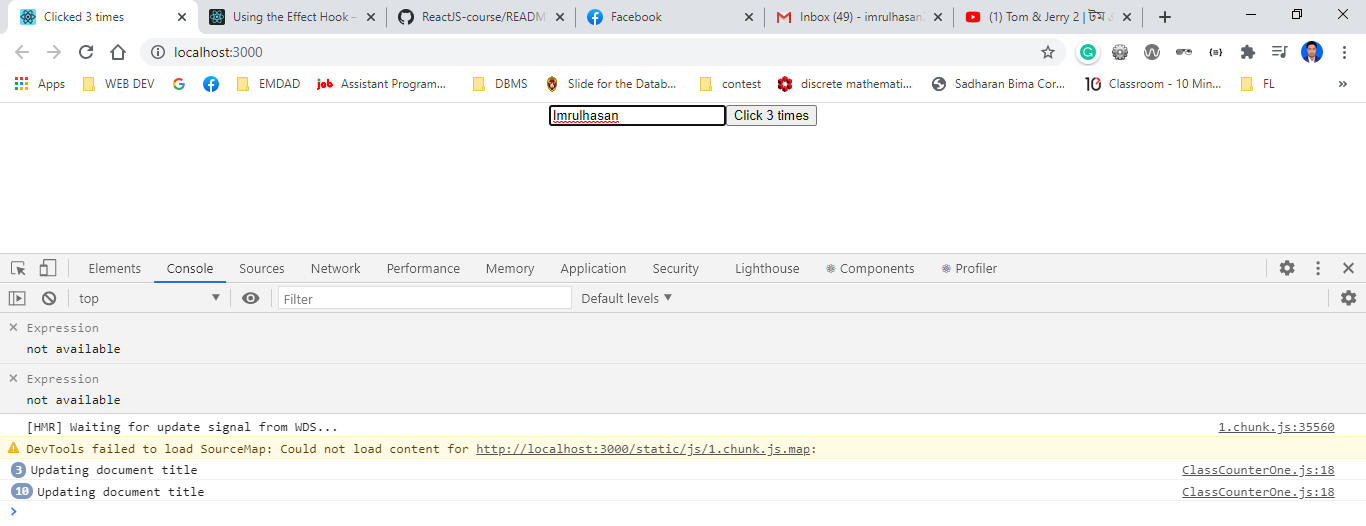 Clicked 3 times
Using the Effect Hook –
ReactJS-course/READM
Facebook
Inbox (49) - imrulhasan
(1) Tom & Jerry 2 | টম
localhost:3000
Apps
WEB DEV
EMDAD
job Assistant Program...
DBMS
Slide for the Datab...
contest
discrete mathemati...
Sadharan Bima Cor...
10 Classroom - 10 Min...
FL
»
Imrulhasan
Click 3 times
Elements
Console
Sources
Network
Performance
Memory
Application
Security
Lighthouse
Components
Profiler
top
Filter
Default levels
Expression
not available
Expression
not available
[HMR] Waiting for update signal from WDS... 1.chunk.js:35560
DevTools failed to load SourceMap: Could not load content for http://localhost:3000/static/js/1.chunk.js.map:
3 Updating document title ClassCounterOne.js:18
10 Updating document title ClassCounterOne.js:18